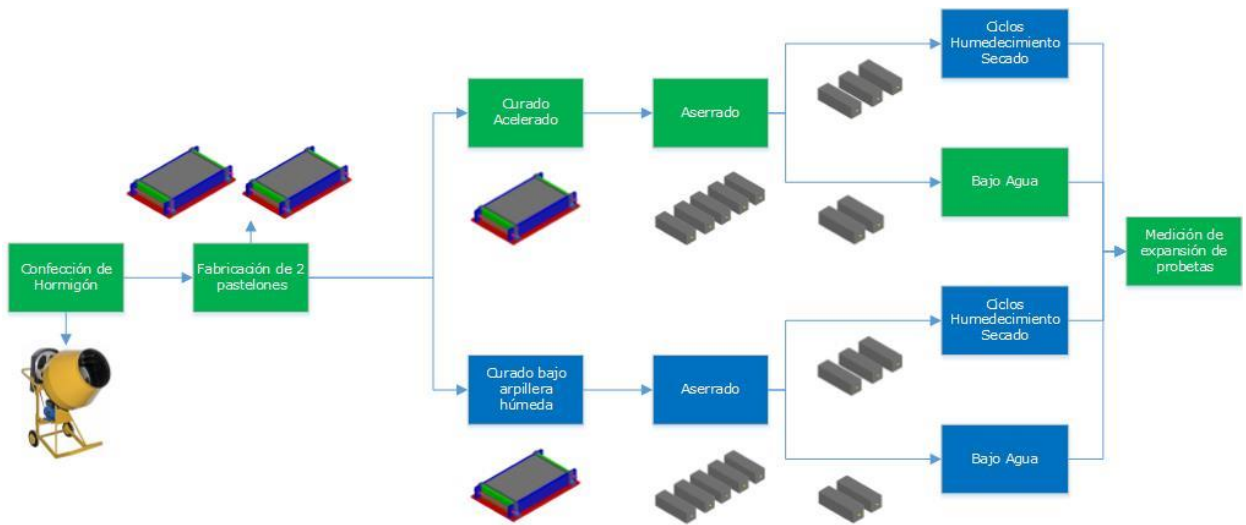 Ciclos
Humedecimiento
Secado
Curado
Acelerado
Aserrado
Bajo Agua
Confección de
Hormigón
Fabricación de 2
pastelones
Medición de
expansión de
probetas
Ciclos
Humedecimiento
Secado
Curado bajo
arpillera
húmeda
Aserrado
Bajo Agua